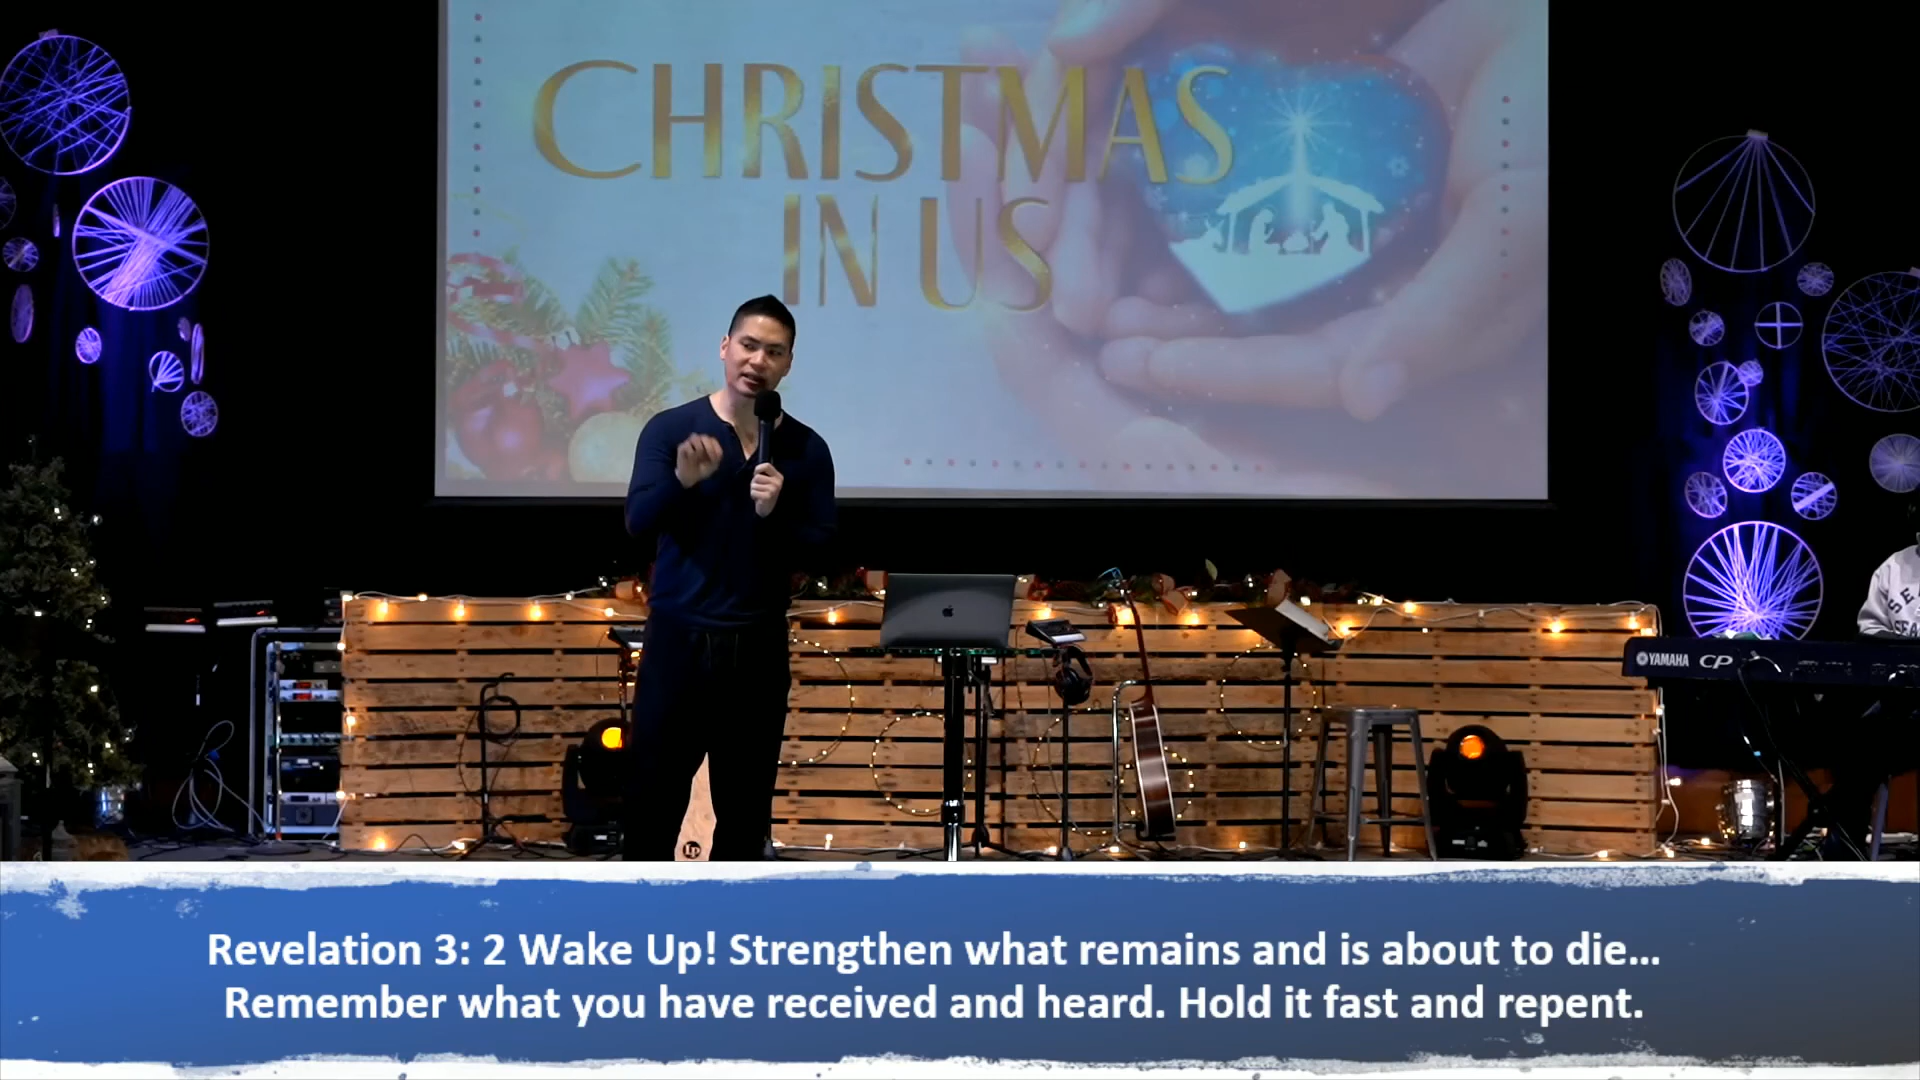 CHRISTMAS
IN US
YAMAHA CP
LP
Revelation 3: 2 Wake Up! Strengthen what remains and is about to die...
Remember what you have received and heard. Hold it fast and repent.